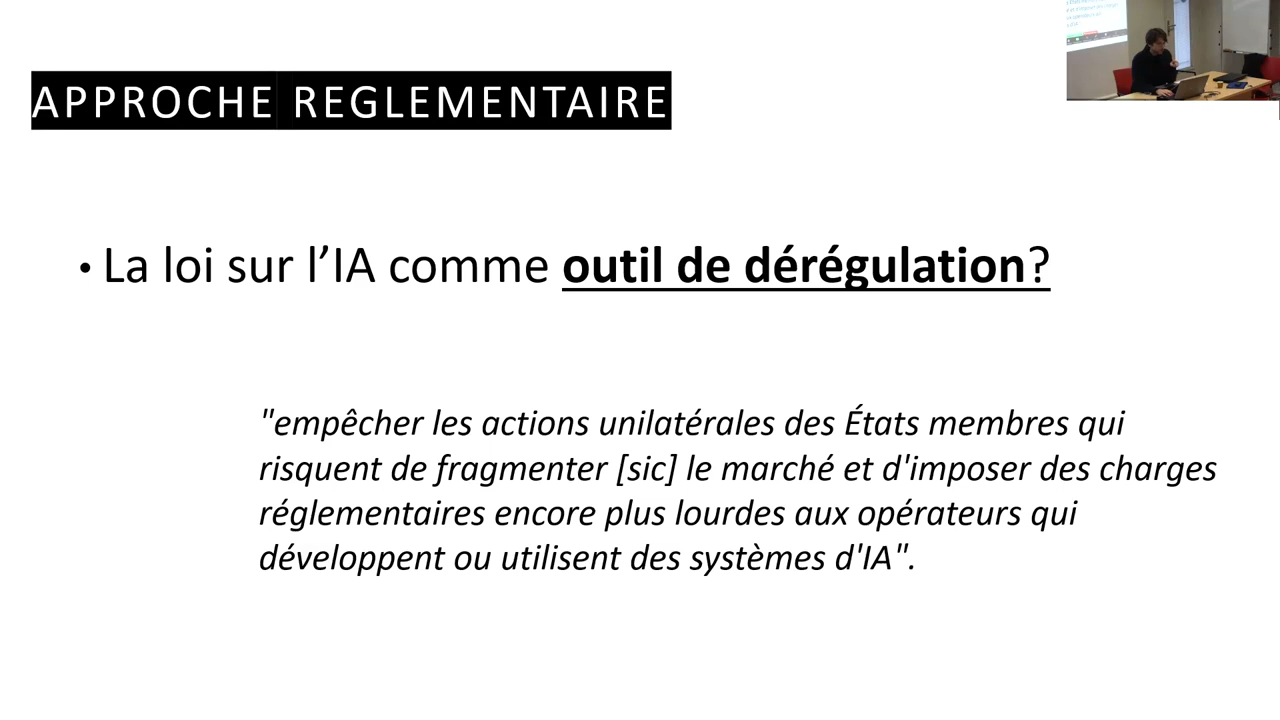 APPROCHE REGLEMENTAIRE
• La loi sur l’IA comme outil de dérégulation?
"empêcher les actions unilatérales des États membres qui
risquent de fragmenter [sic] le marché et d'imposer des charges
réglementaires encore plus lourdes aux opérateurs qui
développent ou utilisent des systèmes d'IA".